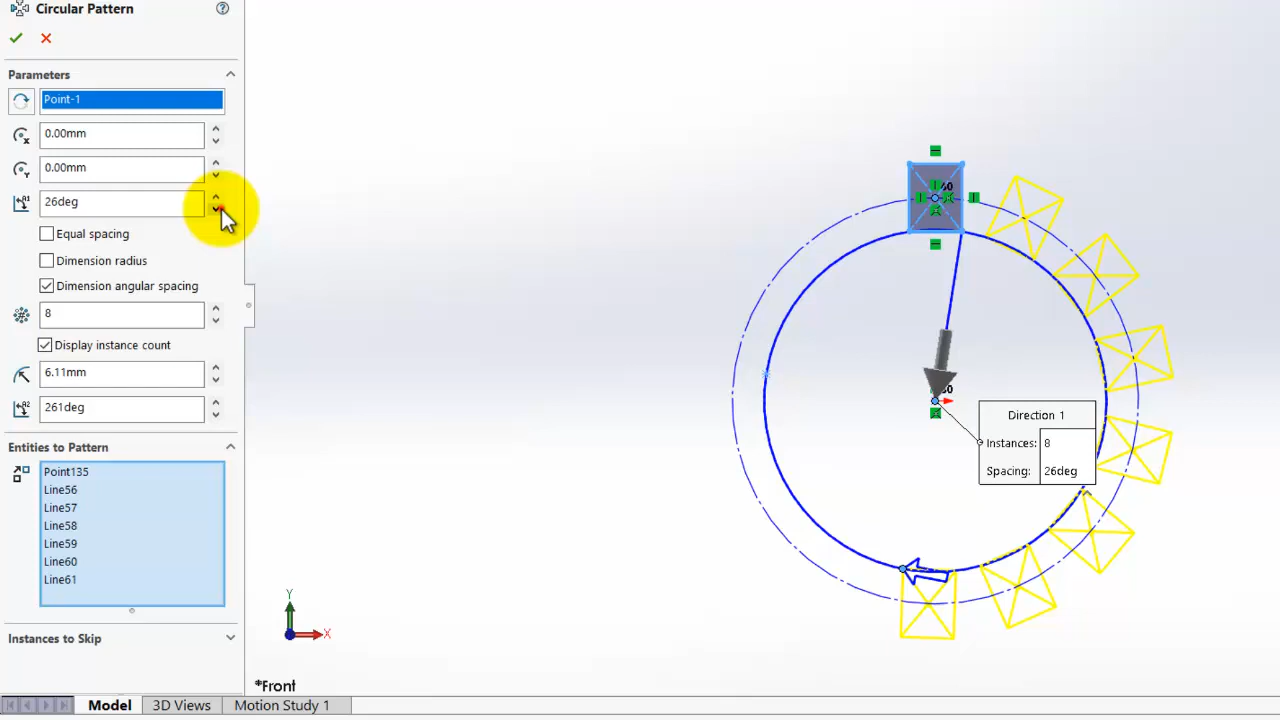 Circular Pattern
Parameters
Point-1
0.00mm
0.00mm
26deg
Equal spacing
Dimension radius
Dimension angular spacing
8
Display instance count
6.11mm
261deg
Entities to Pattern
Point135
Line56
Line57
Line58
Line59
Line60
Line61
Instances to Skip
Direction 1
Instances: 8
Spacing: 26deg
Y
X
*Front
Model
3D Views
Motion Study 1